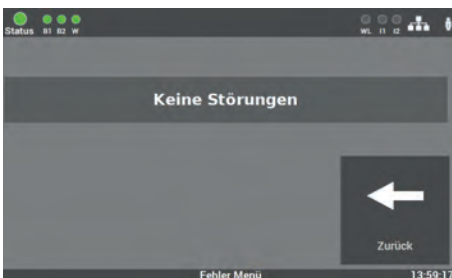 Status B1 B2 W WL I1 I2
Keine Störungen
Zurück
Fehler Menü 13:59:17